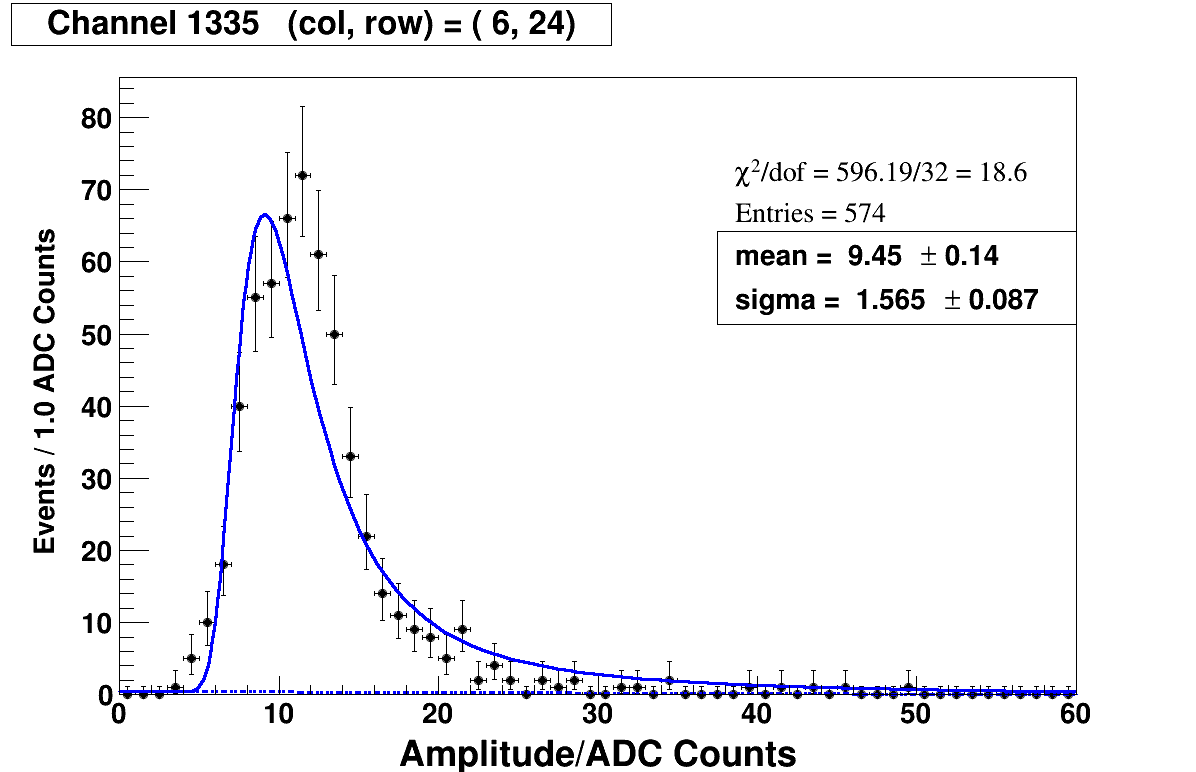 Channel 1335 (col, row) = ( 6, 24)
χ²/dof = 596.19/32 = 18.6
Entries = 574
mean = 9.45 ± 0.14
sigma = 1.565 ± 0.087
Events / 1.0 ADC Counts
80
70
60
50
40
30
20
10
0
0 10 20 30 40 50 60
Amplitude/ADC Counts